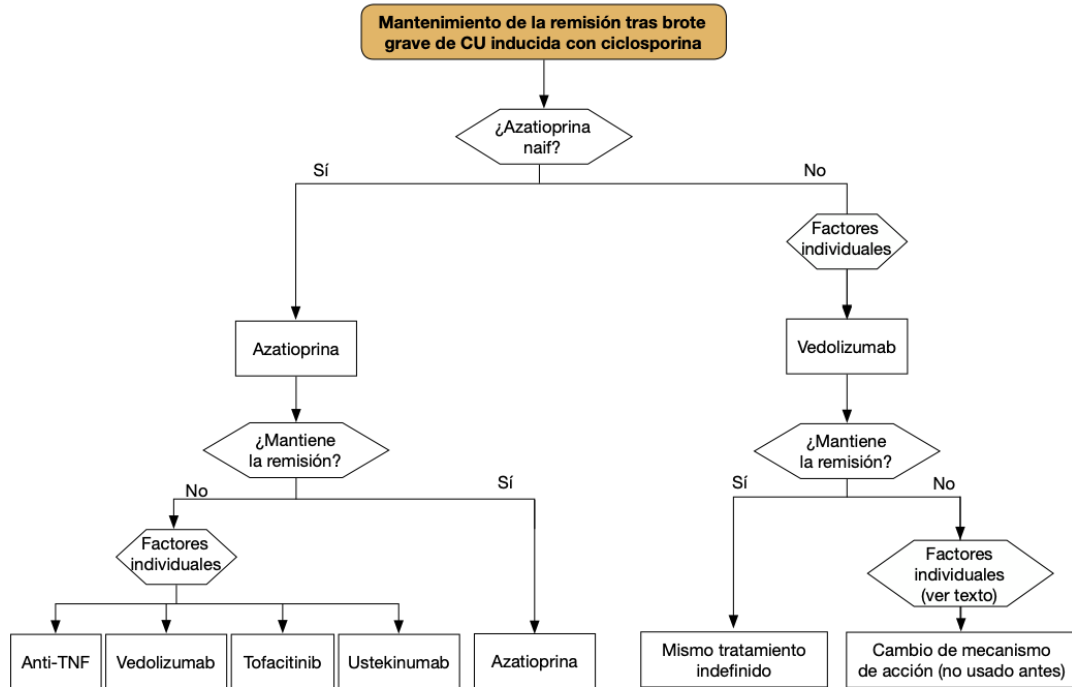 Mantenimiento de la remisión tras brote
grave de CU inducida con ciclosporina
¿Azatioprina
naif?
Sí
No
Factores
individuales
Azatioprina
Vedolizumab
¿Mantiene
la remisión?
¿Mantiene
la remisión?
No
Sí
Sí
No
Factores
individuales
Factores
individuales
(ver texto)
Anti-TNF
Vedolizumab
Tofacitinib
Ustekinumab
Azatioprina
Mismo tratamiento
indefinido
Cambio de mecanismo
de acción (no usado antes)